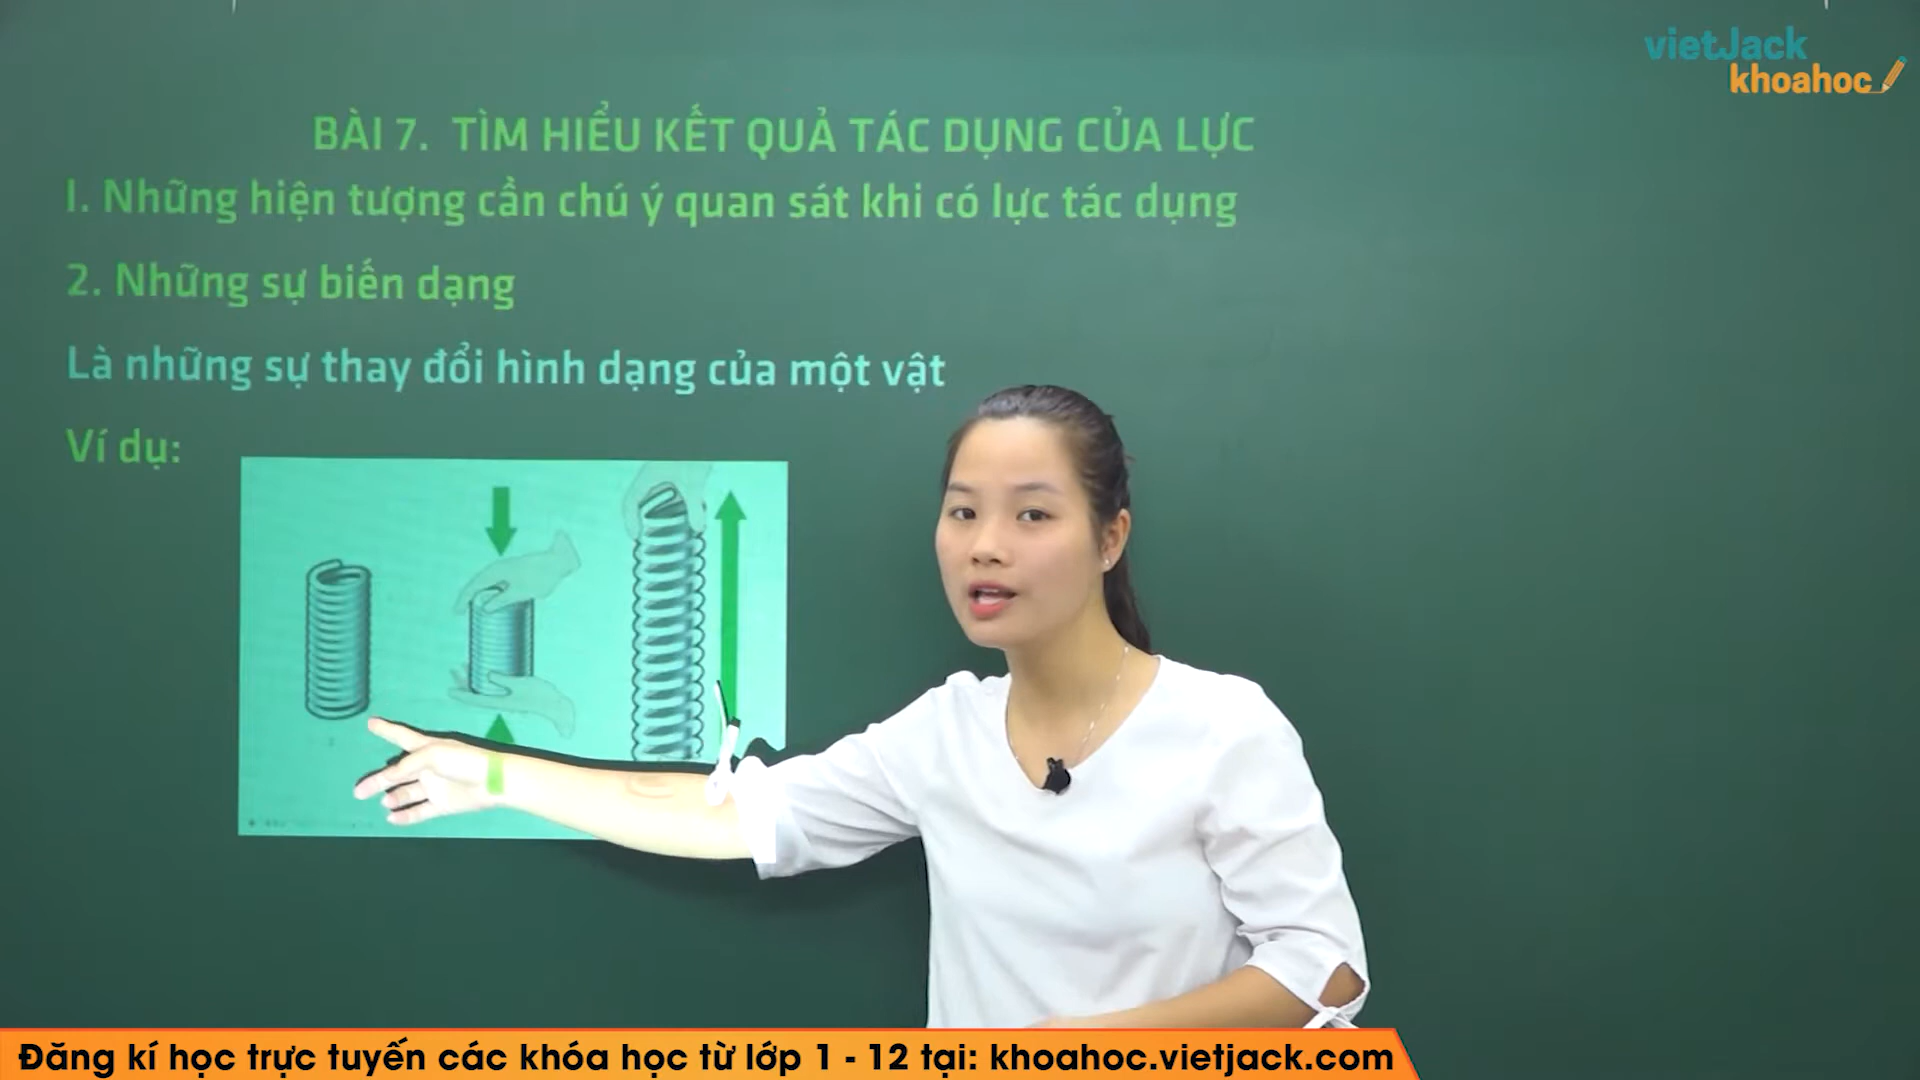 vietJack
khoahoc
BÀI 7. TÌM HIỂU KẾT QUẢ TÁC DỤNG CỦA LỰC
I. Những hiện tượng cần chú ý quan sát khi có lực tác dụng
2. Những sự biến dạng
Là những sự thay đổi hình dạng của một vật
Ví dụ:
Đăng kí học trực tuyến các khóa học từ lớp 1 - 12 tại: khoahoc.vietjack.com